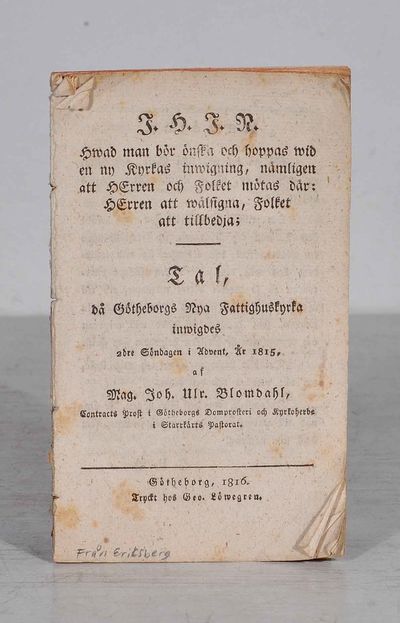 J. H. J. N.
Hwad man bör önska och hoppas wid
en ny Kyrkas inwigning, nämligen
att HErren och Folket mötas där:
HErren att wälsigna, Folket
att tillbedja;
Tal,
då Götheborgs Nya Fattighuskyrka
inwigdes
2dre Söndagen i Advent, År 1815,
af
Mag. Joh. Ulr. Blomdahl,
Contracts Prost i Götheborgs Domprosteri och Kyrkoherde
i Starrkärrs Pastorat.
Götheborg, 1816.
Tryckt hos Geo. Löwegren.
Från Eriksberg